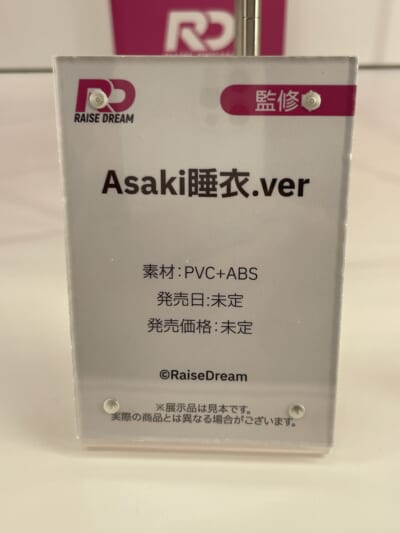 RD
RAISE DREAM
監修中
Asaki睡衣.ver
素材:PVC+ABS
発売日:未定
発売価格:未定
©RaiseDream
※展示品は見本です。
実際の商品とは異なる場合がございます。